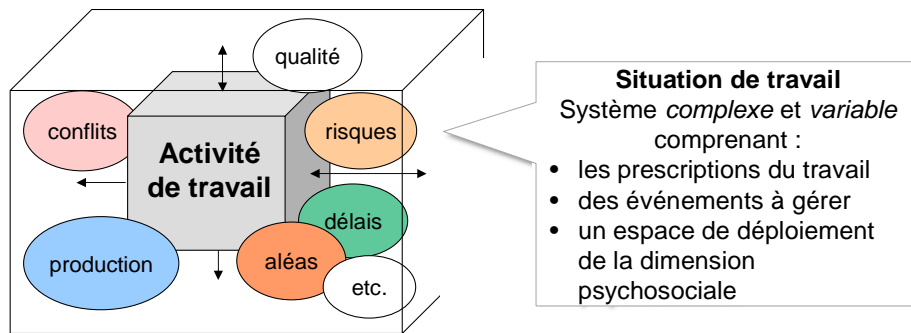 qualité
conflits
risques
Activité
de travail
délais
production
aléas
etc.
Situation de travail
Système complexe et variable
comprenant :
• les prescriptions du travail
• des événements à gérer
• un espace de déploiement
de la dimension
psychosociale